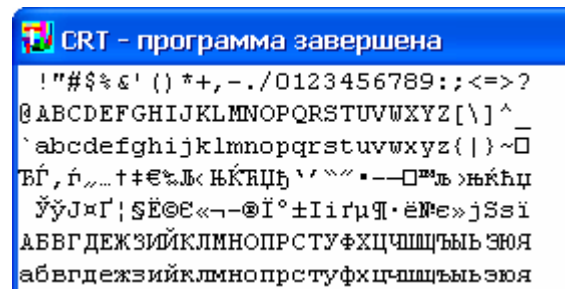 CRT - программа завершена
!"#$%&'()*+,-./0123456789:;<=>?
@ABCDEFGHIJKLMNOPQRSTUVWXYZ[\]^_
`abcdefghijklmnopqrstuvwxyz{|}~□
ЂЃ‚ѓ„…†‡€‰Љ‹ЊЌЋЏђ‘’“”•–—□™љ›њќћџ
ЎўЈ¤Ґ¦§Ё©Є«¬-®Ї°±Ііґµ¶·ё№є»јЅѕї
АБВГДЕЖЗИЙКЛМНОПРСТУФХЦЧШЩЪЫЬЭЮЯ
абвгдежзийклмнопрстуфхцчшщъыьэюя